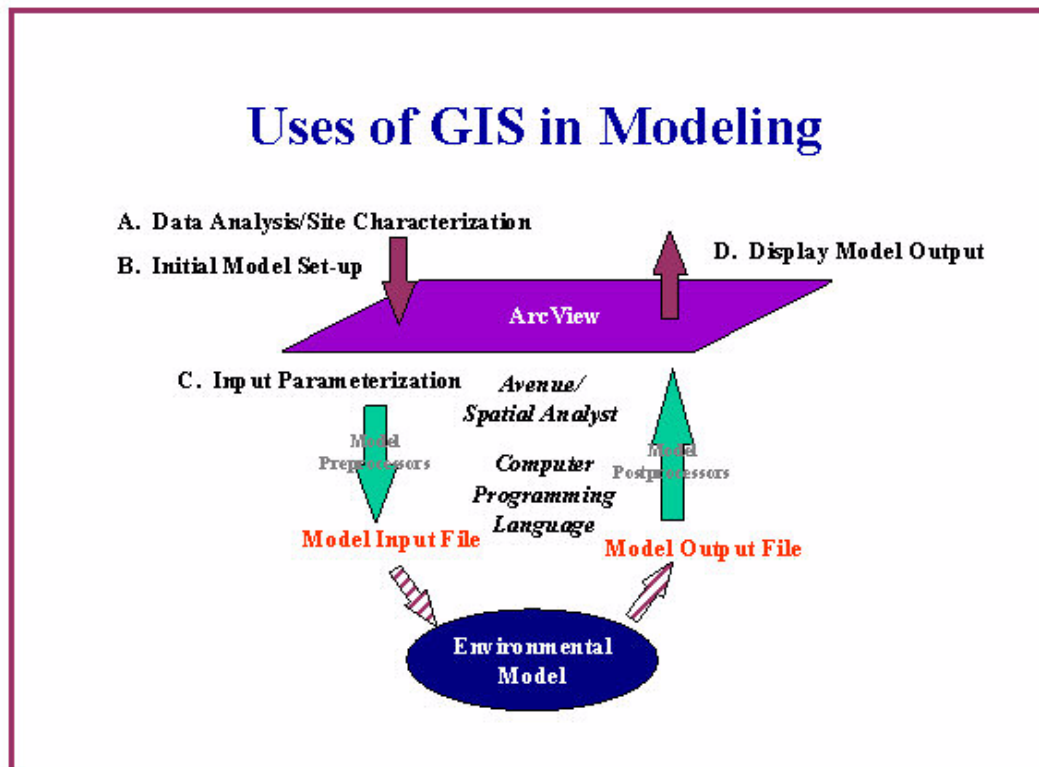 Uses of GIS in Modeling
A. Data Analysis/Site Characterization
B. Initial Model Set-up
D. Display Model Output
ArcView
C. Input Parameterization
Avenue/
Spatial Analyst
Model
Preprocessors
Model
Postprocessors
Computer
Programming
Language
Model Input File
Model Output File
Environmental
Model